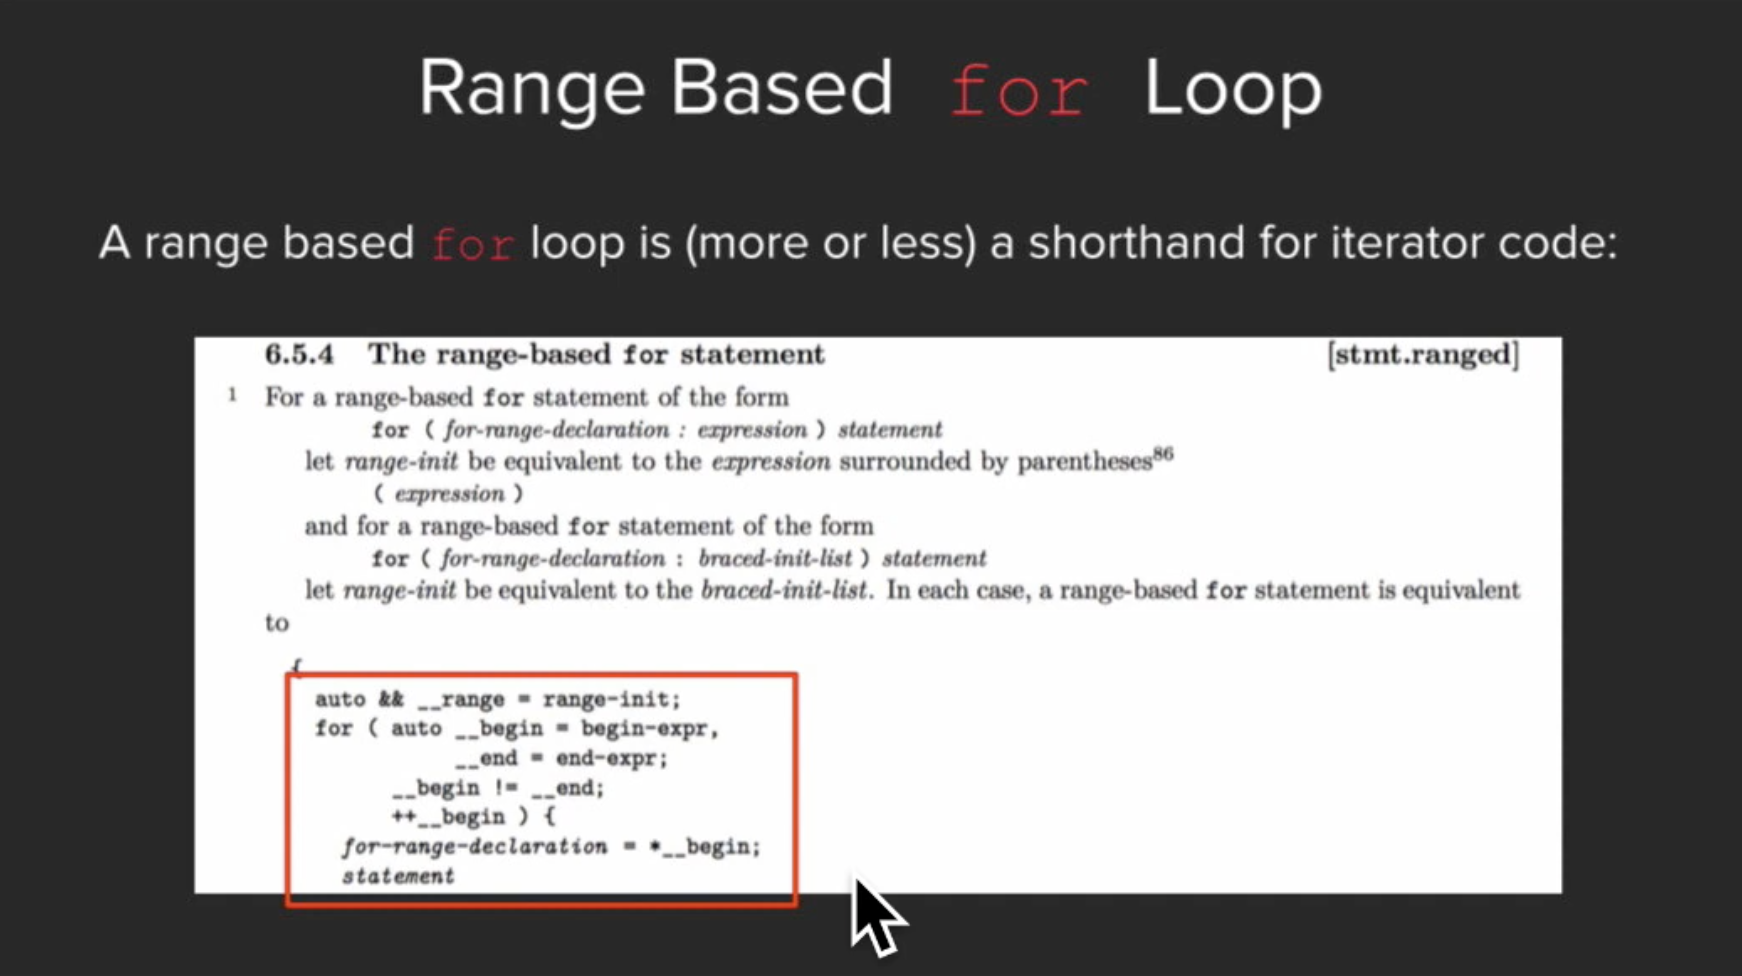 Range Based for Loop
A range based for loop is (more or less) a shorthand for iterator code:
6.5.4 The range-based for statement [stmt.ranged]
1 For a range-based for statement of the form
for ( for-range-declaration : expression ) statement
let range-init be equivalent to the expression surrounded by parentheses86
( expression )
and for a range-based for statement of the form
for ( for-range-declaration : braced-init-list ) statement
let range-init be equivalent to the braced-init-list. In each case, a range-based for statement is equivalent
to
{
auto && __range = range-init;
for ( auto __begin = begin-expr,
__end = end-expr;
__begin != __end;
++__begin ) {
for-range-declaration = *__begin;
statement